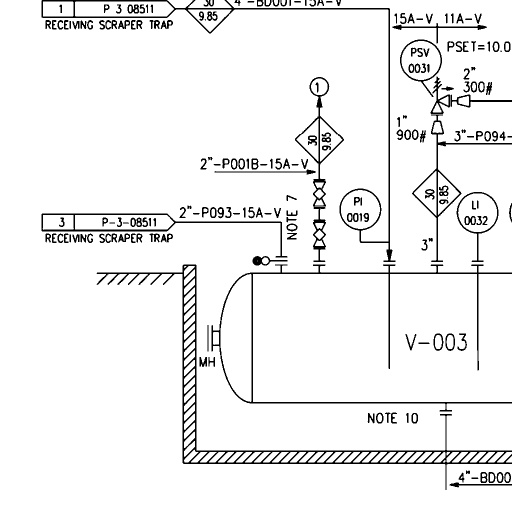 1 P 3 08511
RECEIVING SCRAPER TRAP
30
9.85
4"-BD001-15A-V
15A-V 11A-V
PSV
0031
PSET=10.0
2"
300#
1
1"
900#
3"-P094-
30
9.85
2"-P001B-15A-V
30
9.85
PI
0019
LI
0032
NOTE 7
3 P-3-08511
2"-P093-15A-V
RECEIVING SCRAPER TRAP
3"
V-003
MH
NOTE 10
4"-BD00